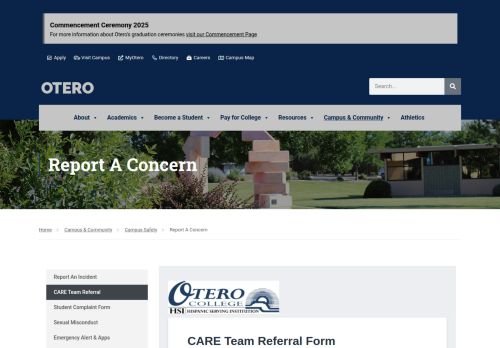 Commencement Ceremony 2025
For more information about Otero's graduation ceremonies visit our Commencement Page
Apply Visit Campus MyOtero Directory Careers Campus Map
OTERO
Search...
About Academics Become a Student Pay for College Resources Campus & Community Athletics
Report A Concern
Home Campus & Community Campus Safety Report A Concern
Report An Incident
CARE Team Referral
Student Complaint Form
Sexual Misconduct
Emergency Alert & Apps
OTERO
COLLEGE
HSI HISPANIC SERVING INSTITUTION
CARE Team Referral Form